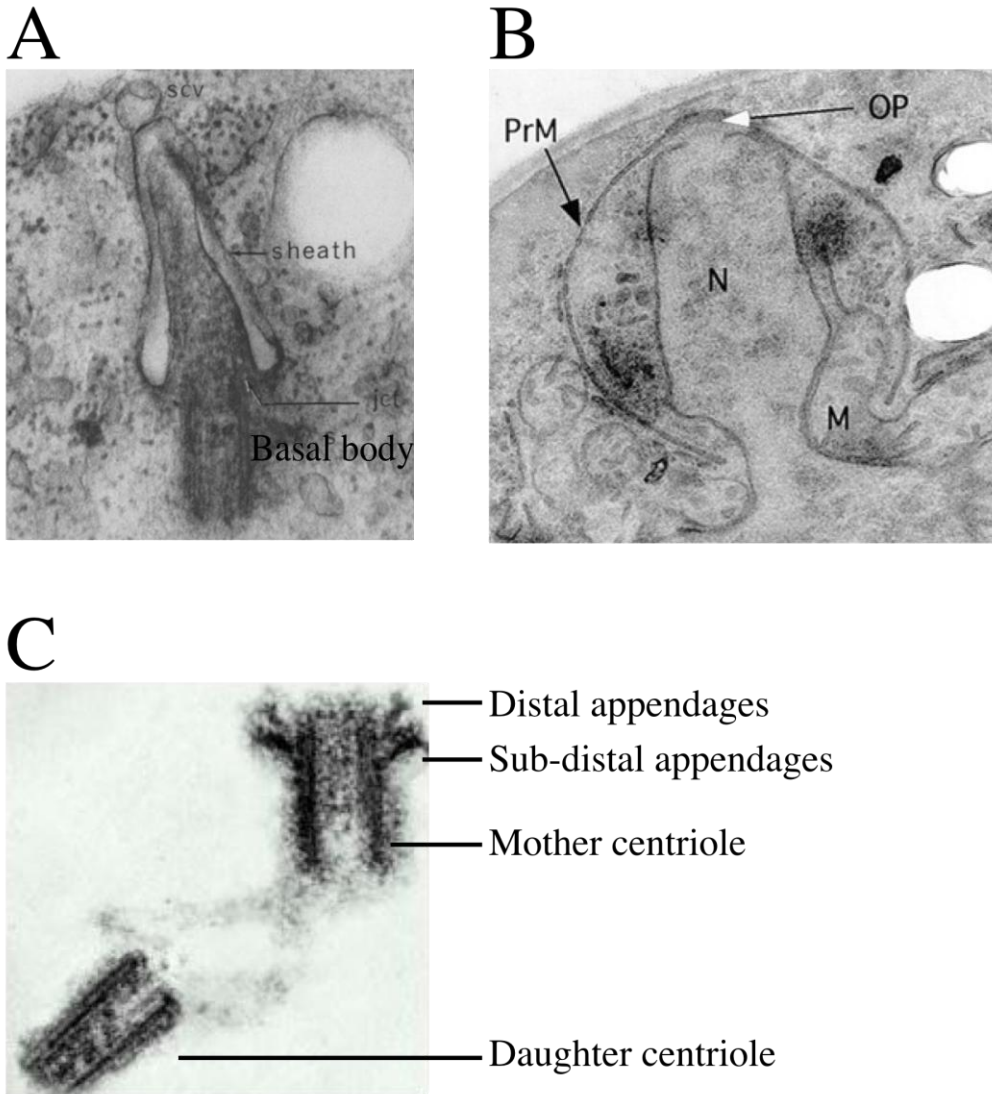 A
B
scv
sheath
jct
Basal body
PrM
OP
N
M
C
Distal appendages
Sub-distal appendages
Mother centriole
Daughter centriole